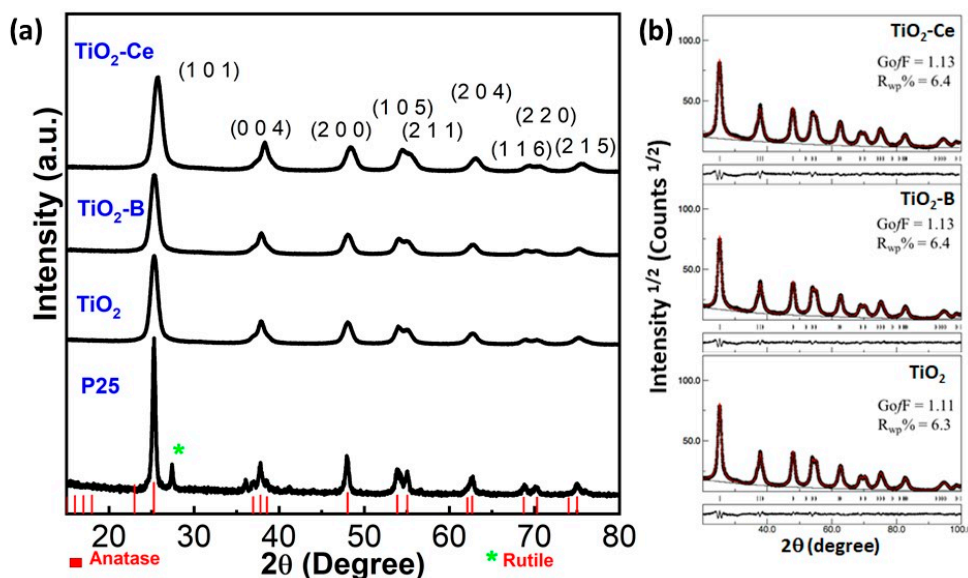 (a)
TiO2-Ce
(1 0 1)
(0 0 4)
(2 0 0)
(1 0 5)
(2 1 1)
(2 0 4)
(2 2 0)
(1 1 6)
(2 1 5)
TiO2-B
TiO2
P25
*
Intensity (a.u.)
20 30 40 50 60 70 80
2θ (Degree)
Anatase
* Rutile
(b)
100.0
50.0
TiO2-Ce
GofF = 1.13
Rwp% = 6.4
100.0
50.0
TiO2-B
GofF = 1.13
Rwp% = 6.4
100.0
50.0
TiO2
GofF = 1.11
Rwp% = 6.3
Intensity 1/2 (Counts 1/2)
40.0 60.0 80.0 100.0
2θ (degree)